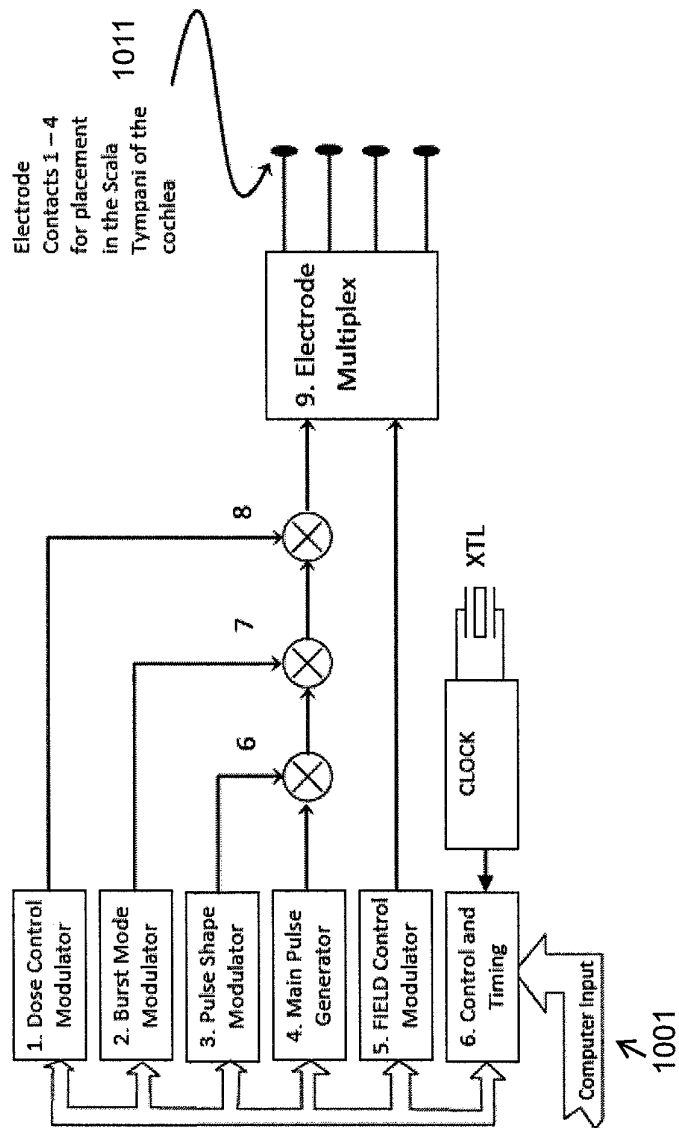 Electrode
Contacts 1 – 4
for placement
in the Scala
Tympani of the
cochlea
1011
1. Dose Control
Modulator
2. Burst Mode
Modulator
3. Pulse Shape
Modulator
4. Main Pulse
Generator
5. FIELD Control
Modulator
6. Control and
Timing
6
7
8
9. Electrode
Multiplex
CLOCK
XTL
Computer Input
1001